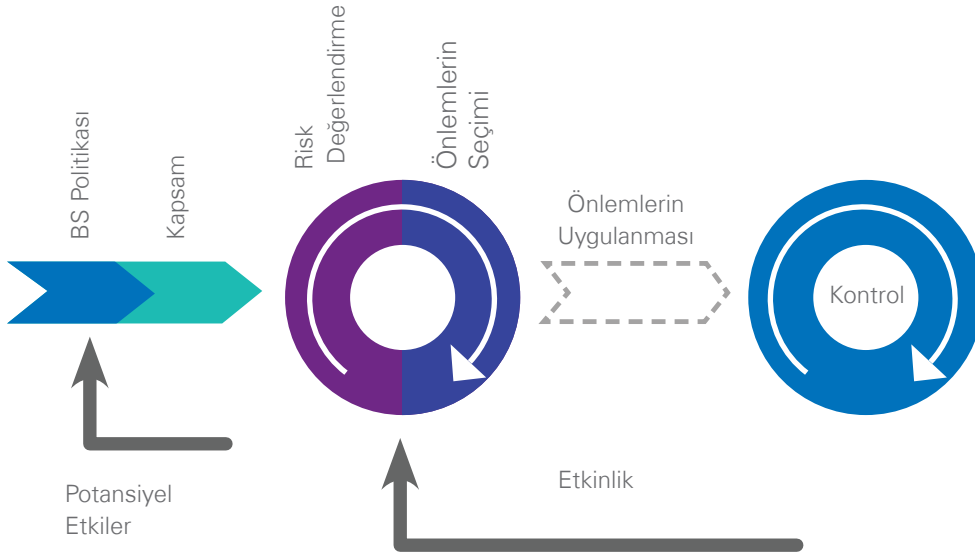 BS Politikası
Kapsam
Risk
Değerlendirme
Önlemlerin
Seçimi
Önlemlerin
Uygulanması
Kontrol
Potansiyel
Etkiler
Etkinlik